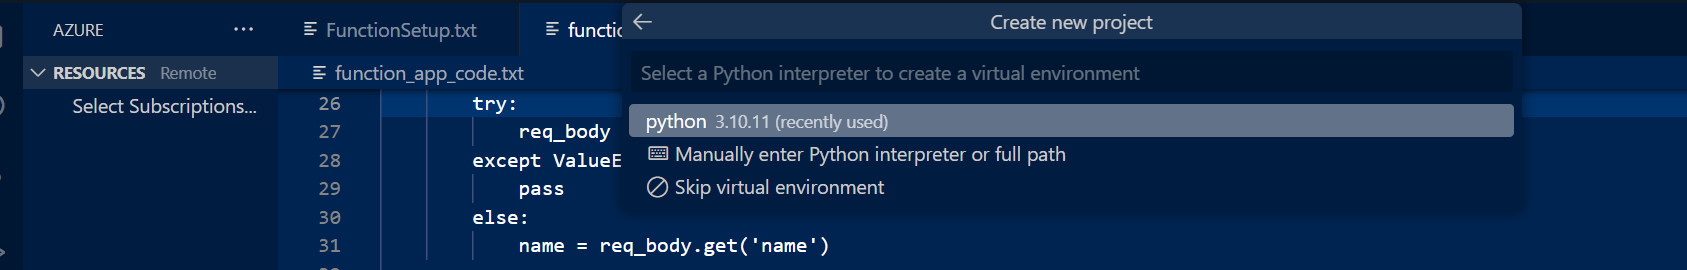 AZURE ···
RESOURCES Remote
Select Subscriptions...
FunctionSetup.txt
function_app_code.txt
26 try:
27 req_body
28 except ValueE
29 pass
30 else:
31 name = req_body.get('name')
Create new project
Select a Python interpreter to create a virtual environment
python 3.10.11 (recently used)
Manually enter Python interpreter or full path
Skip virtual environment